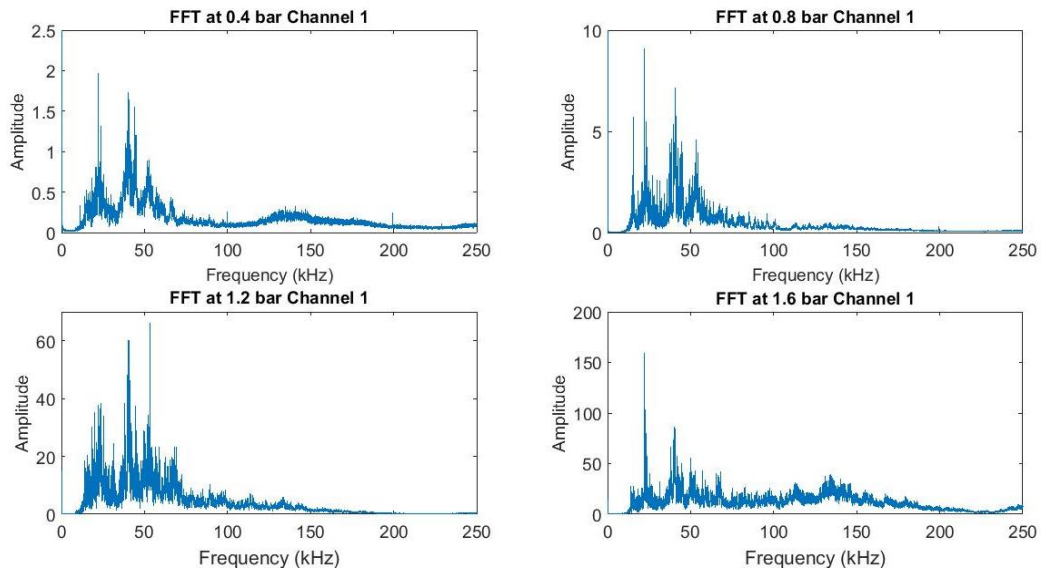 FFT at 0.4 bar Channel 1
2.5
2
1.5
1
0.5
0
Amplitude
0 50 100 150 200 250
Frequency (kHz)
FFT at 0.8 bar Channel 1
10
5
0
Amplitude
0 50 100 150 200 250
Frequency (kHz)
FFT at 1.2 bar Channel 1
60
40
20
0
Amplitude
0 50 100 150 200 250
Frequency (kHz)
FFT at 1.6 bar Channel 1
200
150
100
50
0
Amplitude
0 50 100 150 200 250
Frequency (kHz)